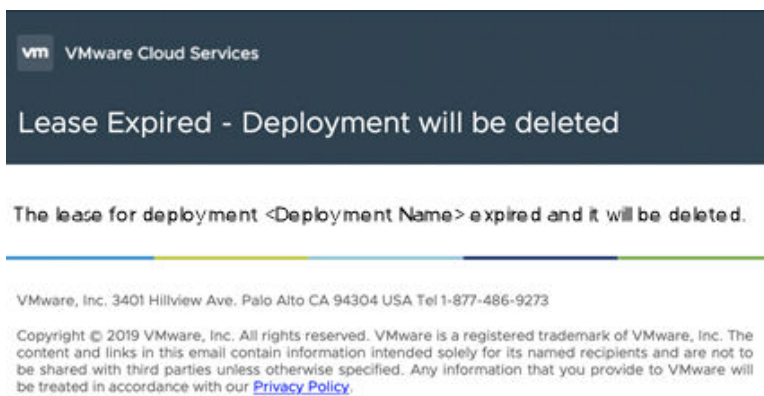 vm VMware Cloud Services
Lease Expired - Deployment will be deleted
The lease for deployment <Deployment Name> expired and it will be deleted.
VMware, Inc. 3401 Hillview Ave. Palo Alto CA 94304 USA Tel 1-877-486-9273
Copyright © 2019 VMware, Inc. All rights reserved. VMware is a registered trademark of VMware, Inc. The
content and links in this email contain information intended solely for its named recipients and are not to
be shared with third parties unless otherwise specified. Any information that you provide to VMware will
be treated in accordance with our Privacy Policy.